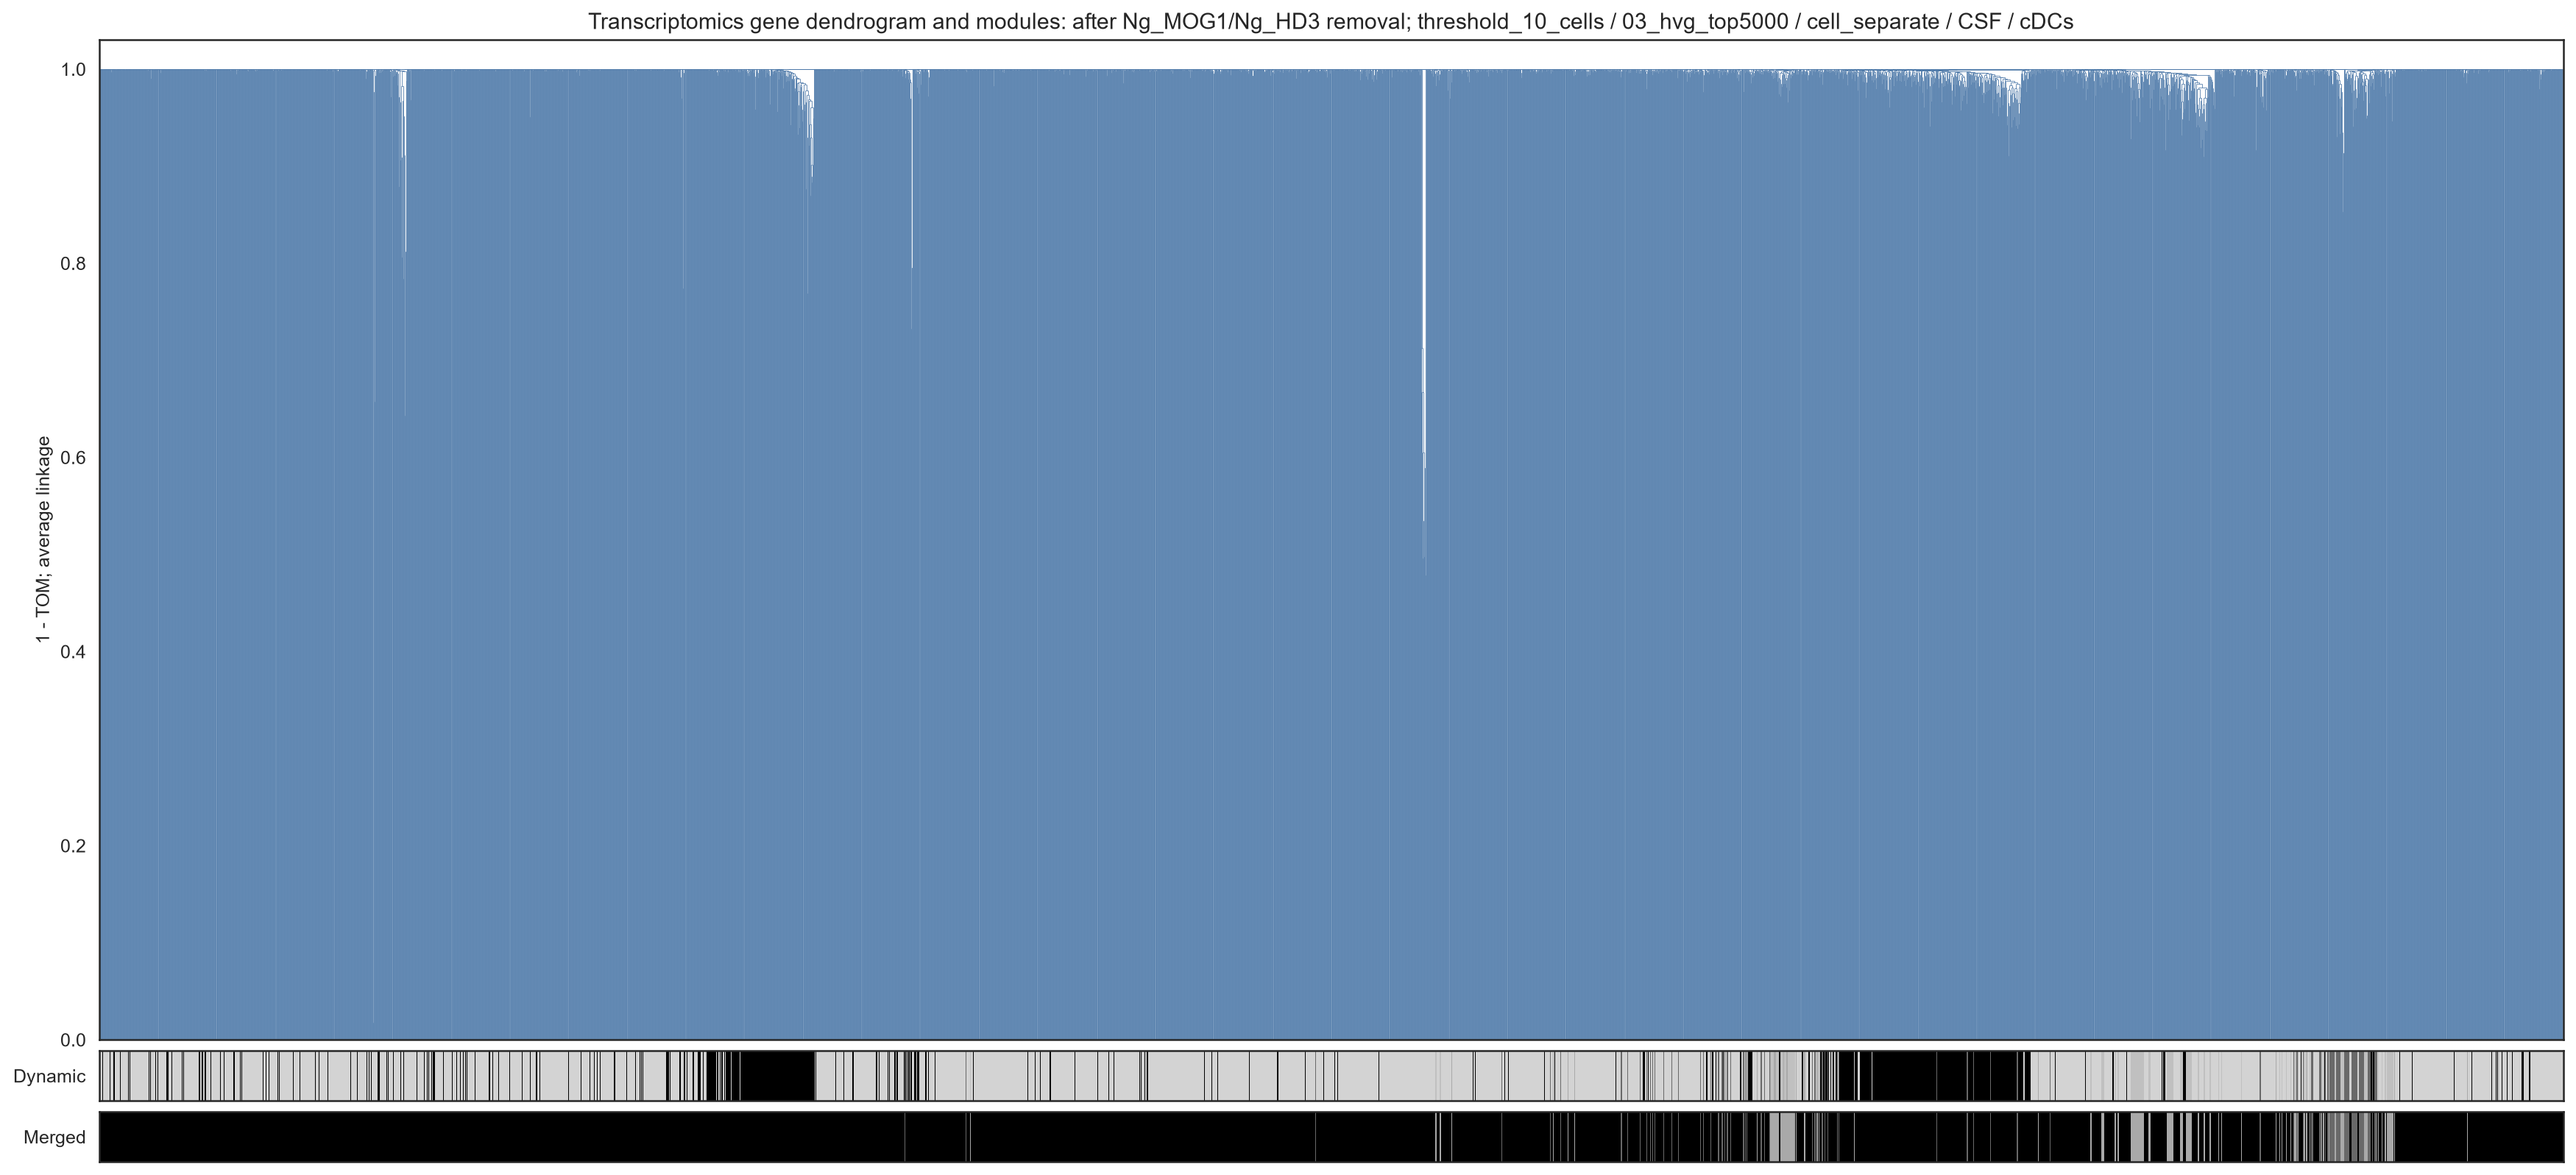 Transcriptomics gene dendrogram and modules: after Ng_MOG1/Ng_HD3 removal; threshold_10_cells / 03_hvg_top5000 / cell_separate / CSF / cDCs
1.0
0.8
0.6
0.4
0.2
0.0
1 - TOM; average linkage
Dynamic
Merged